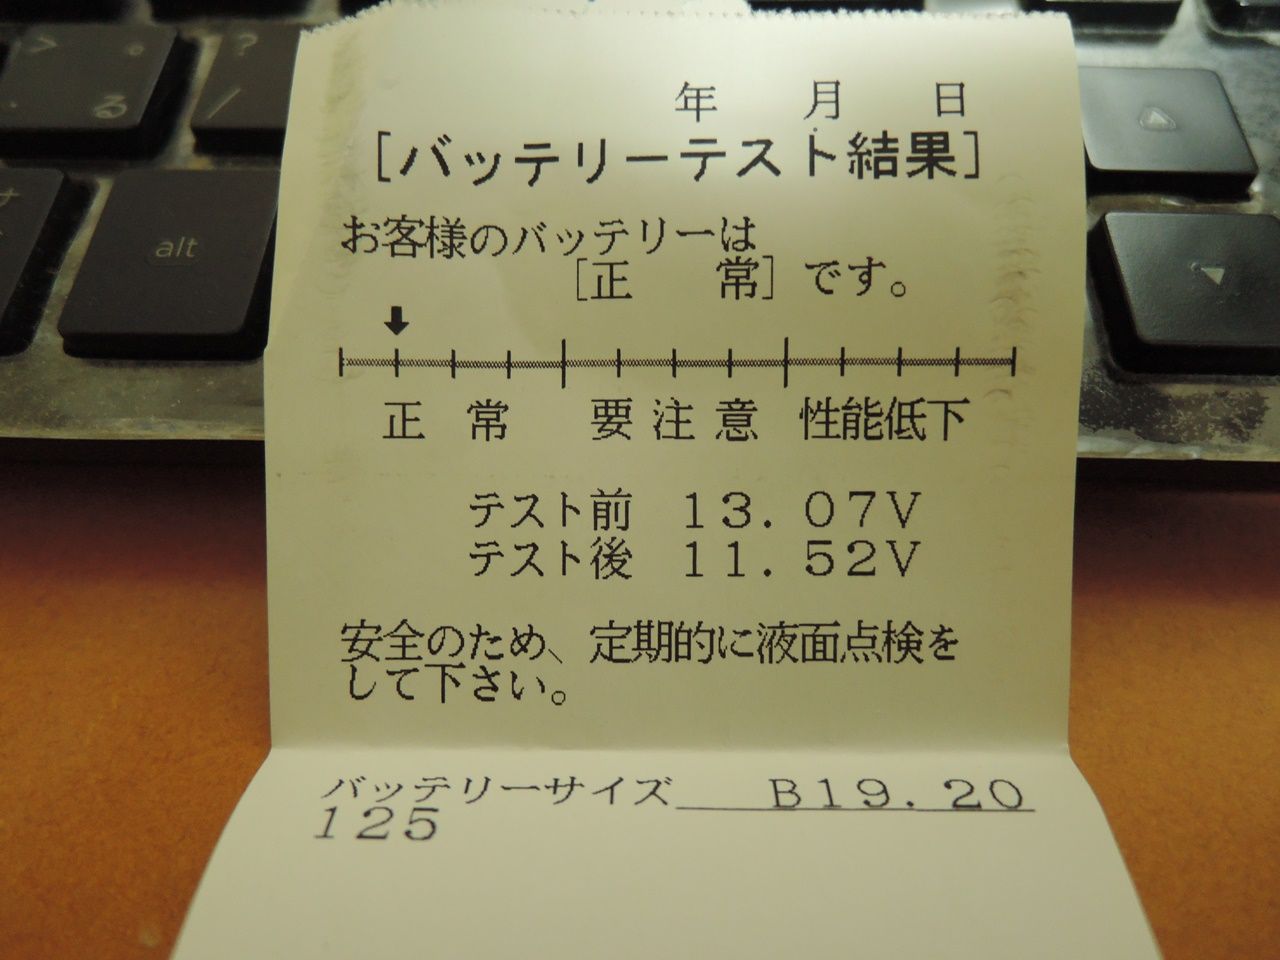 年 月 日
[バッテリーテスト結果]
お客様のバッテリーは
[正 常] です。
正 常 要 注 意 性能低下
テスト前 13.07V
テスト後 11.52V
安全のため、定期的に液面点検を
して下さい。
バッテリーサイズ B19.20
125
alt
> 。
. る
?
/